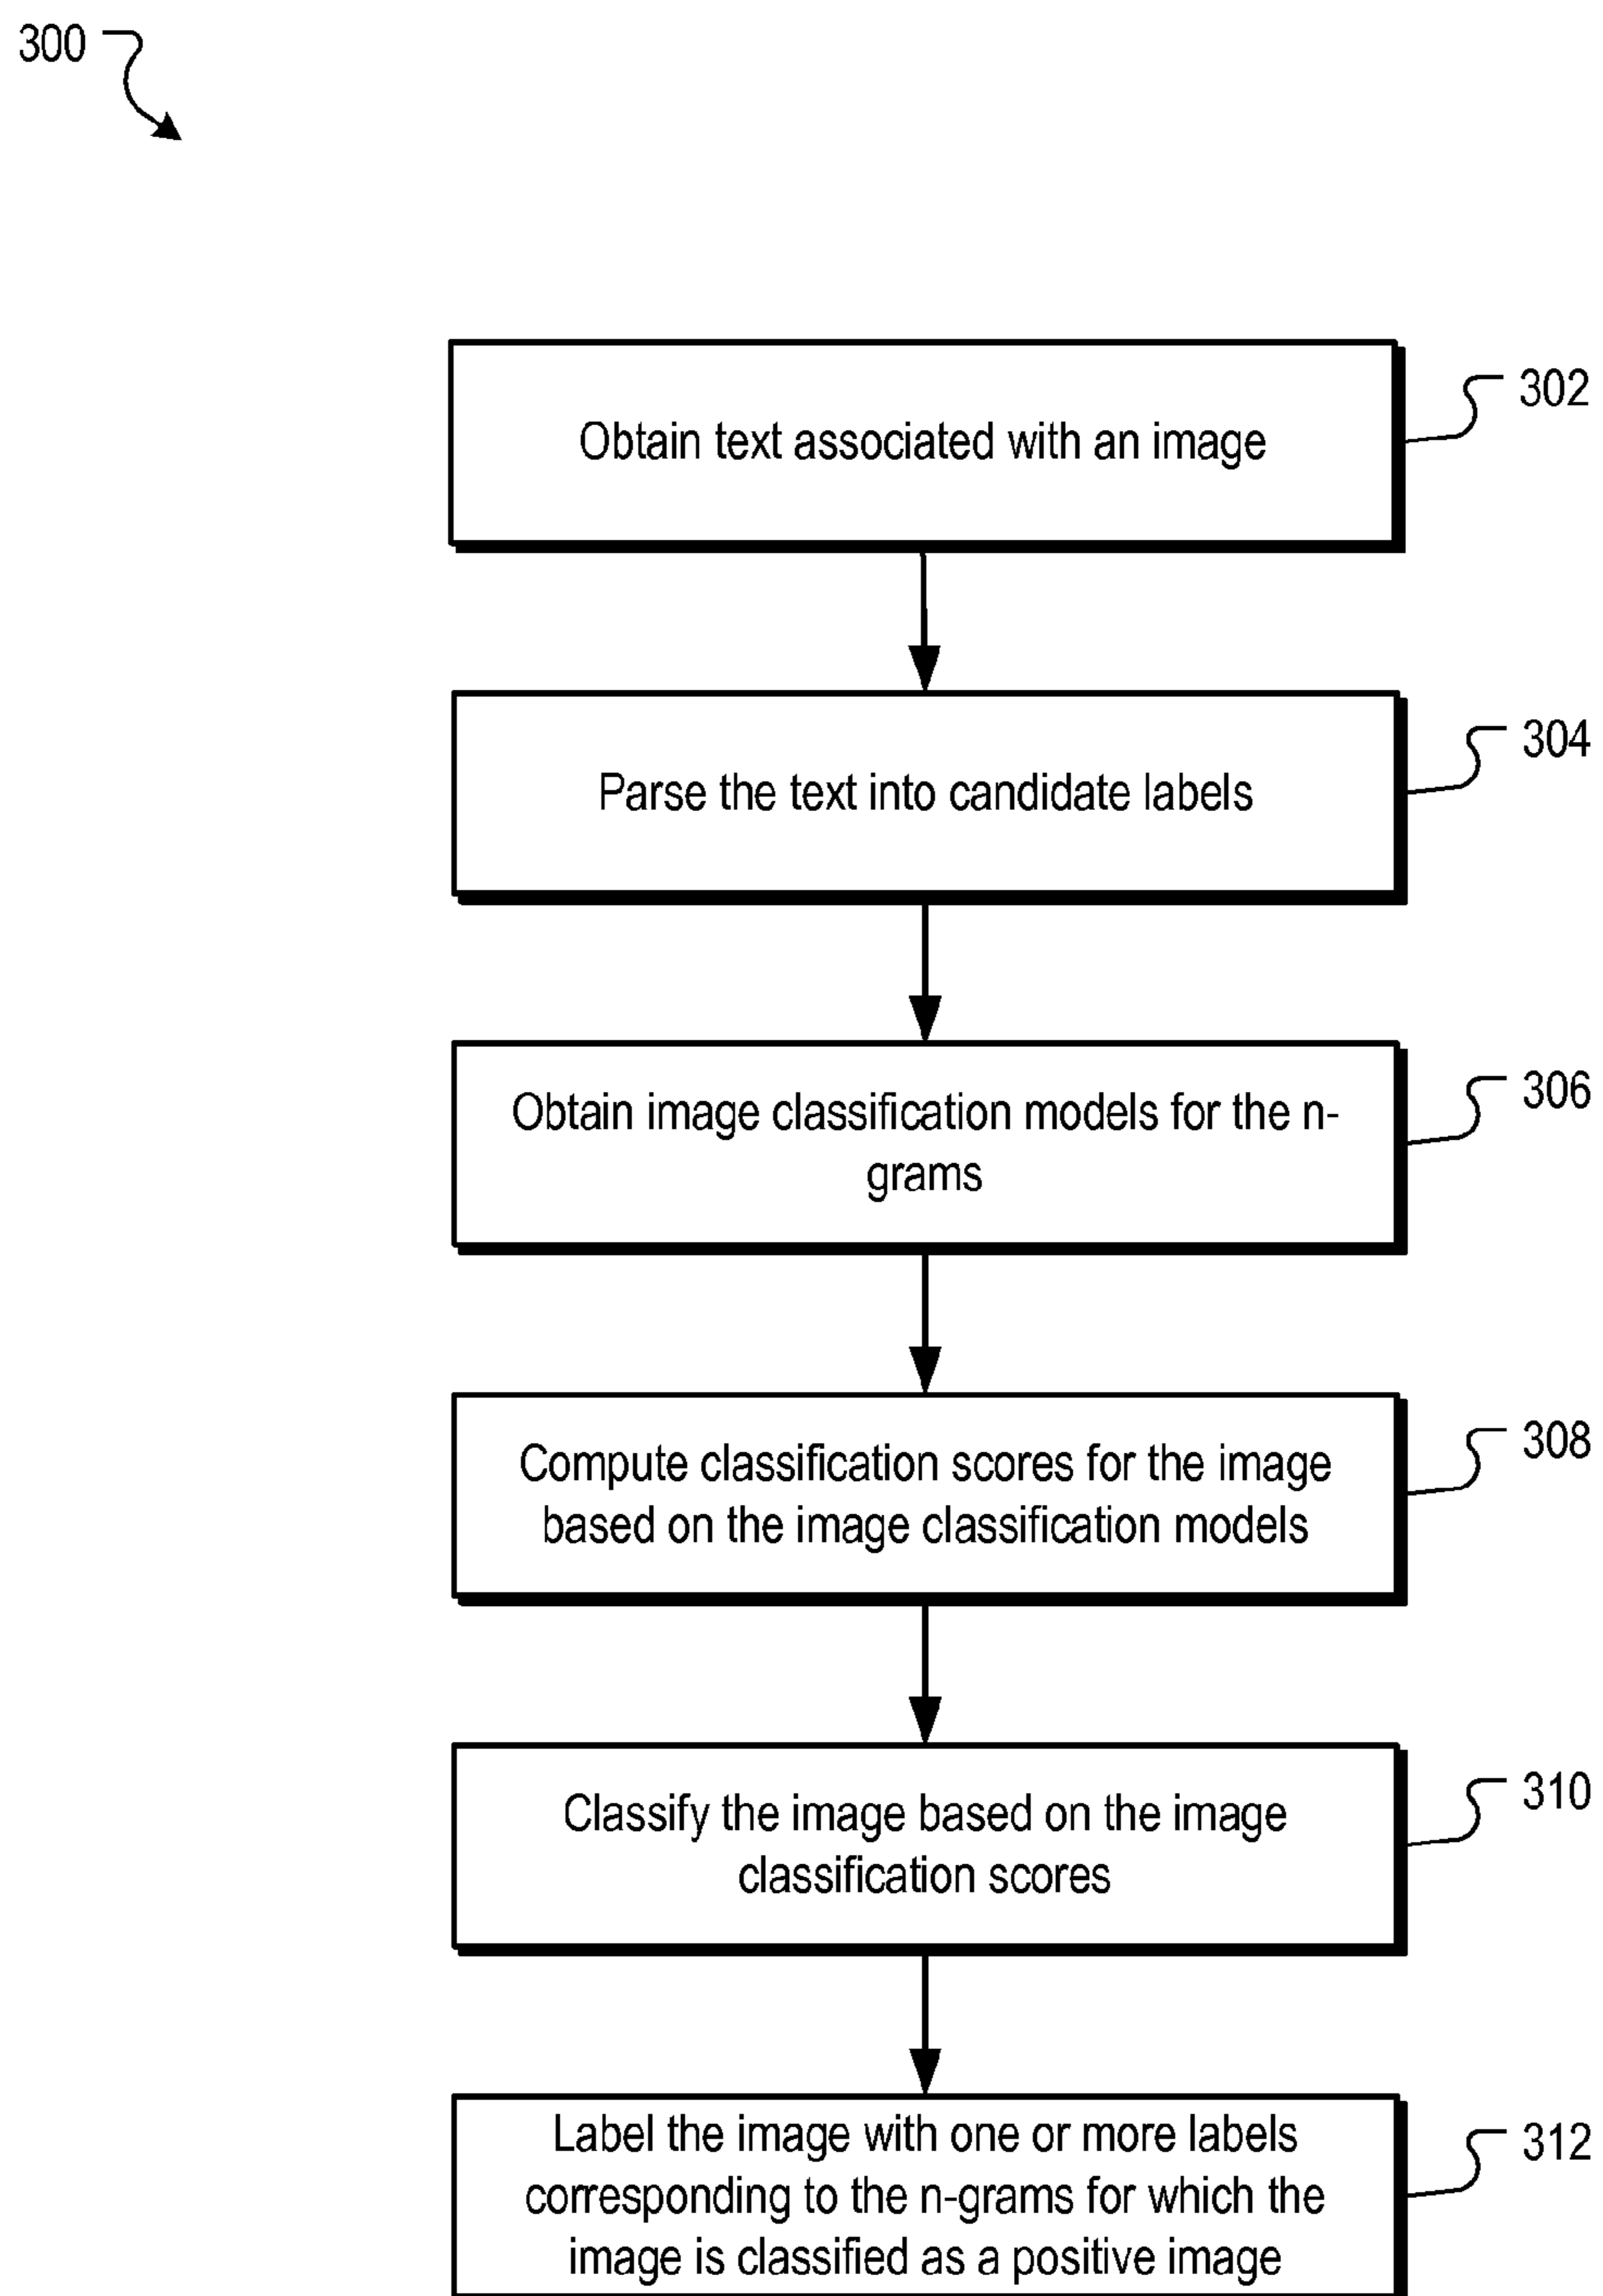 300
Obtain text associated with an image
302
Parse the text into candidate labels
304
Obtain image classification models for the n-
grams
306
Compute classification scores for the image
based on the image classification models
308
Classify the image based on the image
classification scores
310
Label the image with one or more labels
corresponding to the n-grams for which the
image is classified as a positive image
312